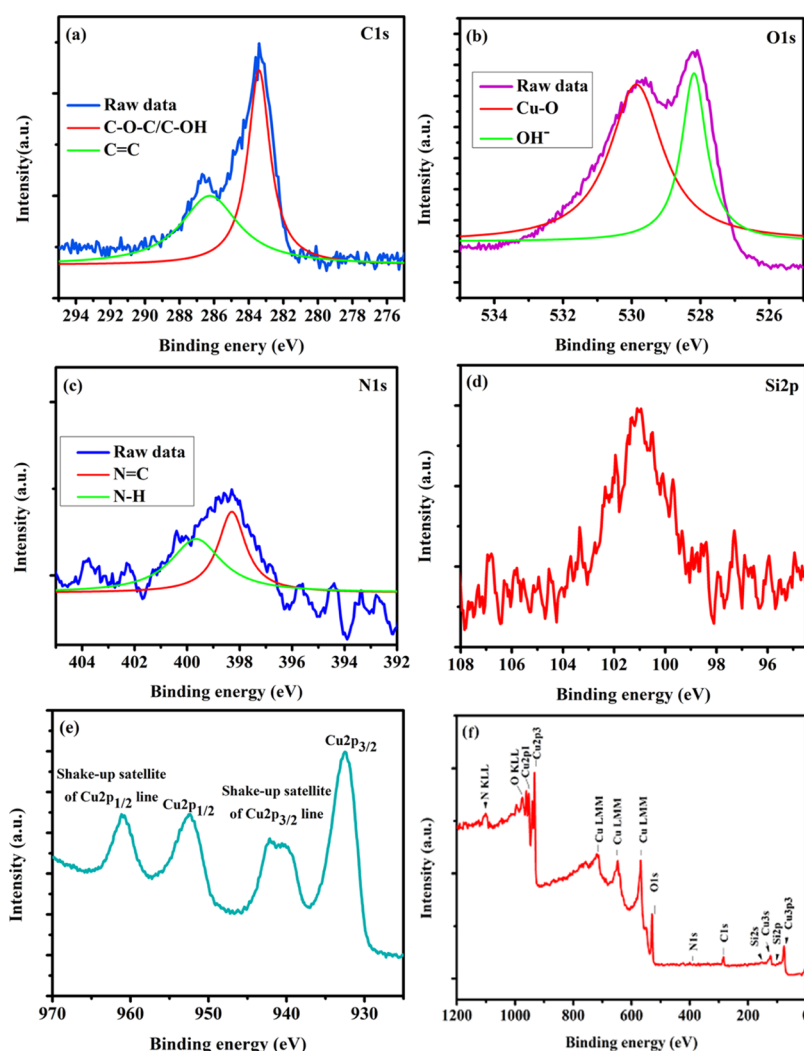 (a) C1s
Raw data
C-O-C/C-OH
C=C
Intensity(a.u.)
294 292 290 288 286 284 282 280 278 276
Binding enery (eV)
(b) O1s
Raw data
Cu-O
OH⁻
Intensity (a.u.)
534 532 530 528 526
Binding energy (eV)
(c) N1s
Raw data
N=C
N-H
Intensity (a.u.)
404 402 400 398 396 394 392
Binding energy (eV)
(d) Si2p
Intensity (a.u.)
108 106 104 102 100 98 96
Binding energy (eV)
(e)
Cu2p3/2
Shake-up satellite
of Cu2p1/2 line
Cu2p1/2
Shake-up satellite
of Cu2p3/2 line
Intensity (a.u.)
970 960 950 940 930
Binding energy (eV)
(f)
N KLL
O KLL
Cu2p1
Cu2p3
Cu LMM
Cu LMM
Cu LMM
O1s
N1s
C1s
Si2s
Cu3s
Si2p
Cu3p3
Intensity (a.u.)
1200 1000 800 600 400 200 0
Binding energy (eV)